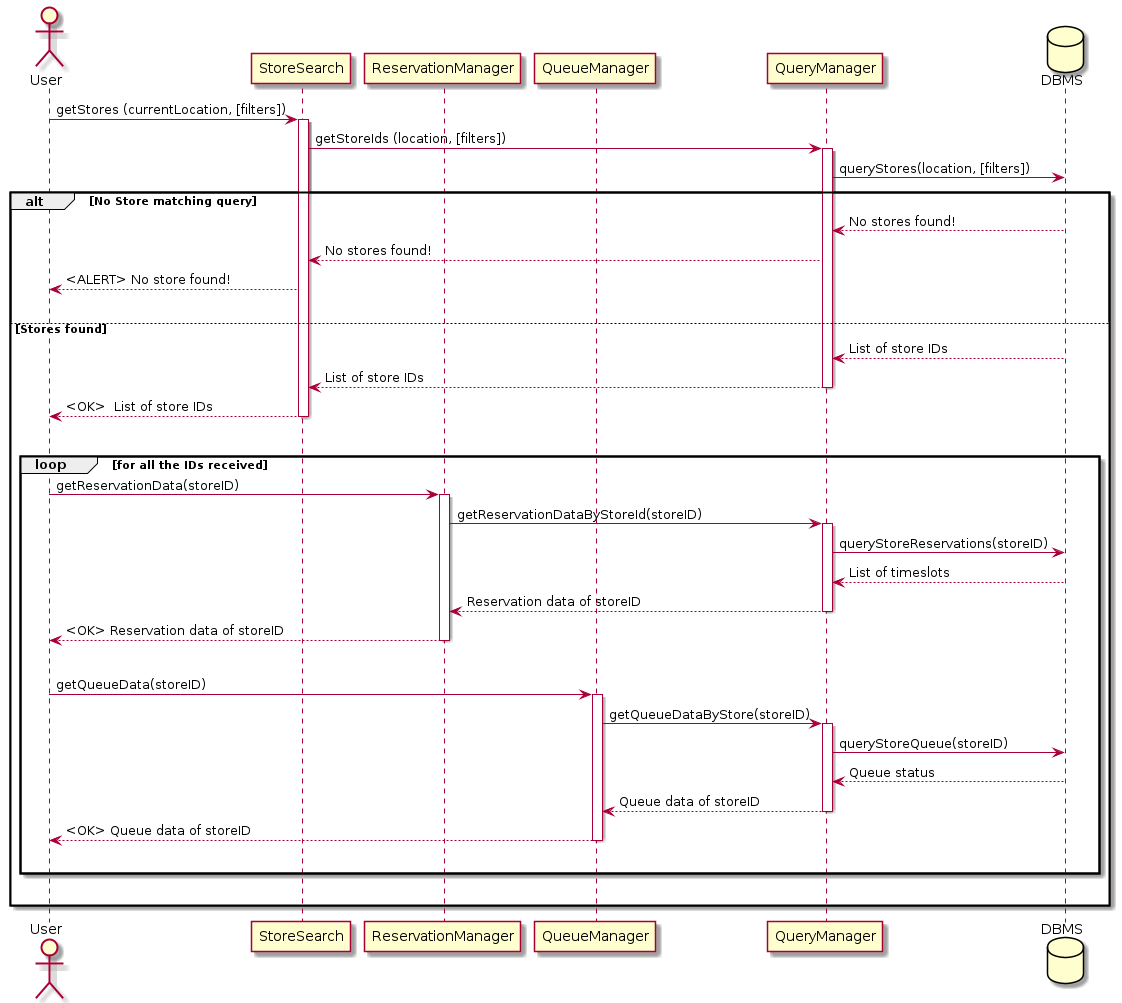 User
StoreSearch
ReservationManager
QueueManager
QueryManager
DBMS
getStores (currentLocation, [filters])
getStoreIds (location, [filters])
queryStores(location, [filters])
alt
[No Store matching query]
No stores found!
No stores found!
<ALERT> No store found!
[Stores found]
List of store IDs
List of store IDs
<OK>  List of store IDs
loop
[for all the IDs received]
getReservationData(storeID)
getReservationDataByStoreId(storeID)
queryStoreReservations(storeID)
List of timeslots
Reservation data of storeID
<OK> Reservation data of storeID
getQueueData(storeID)
getQueueDataByStore(storeID)
queryStoreQueue(storeID)
Queue status
Queue data of storeID
<OK> Queue data of storeID
User
StoreSearch
ReservationManager
QueueManager
QueryManager
DBMS